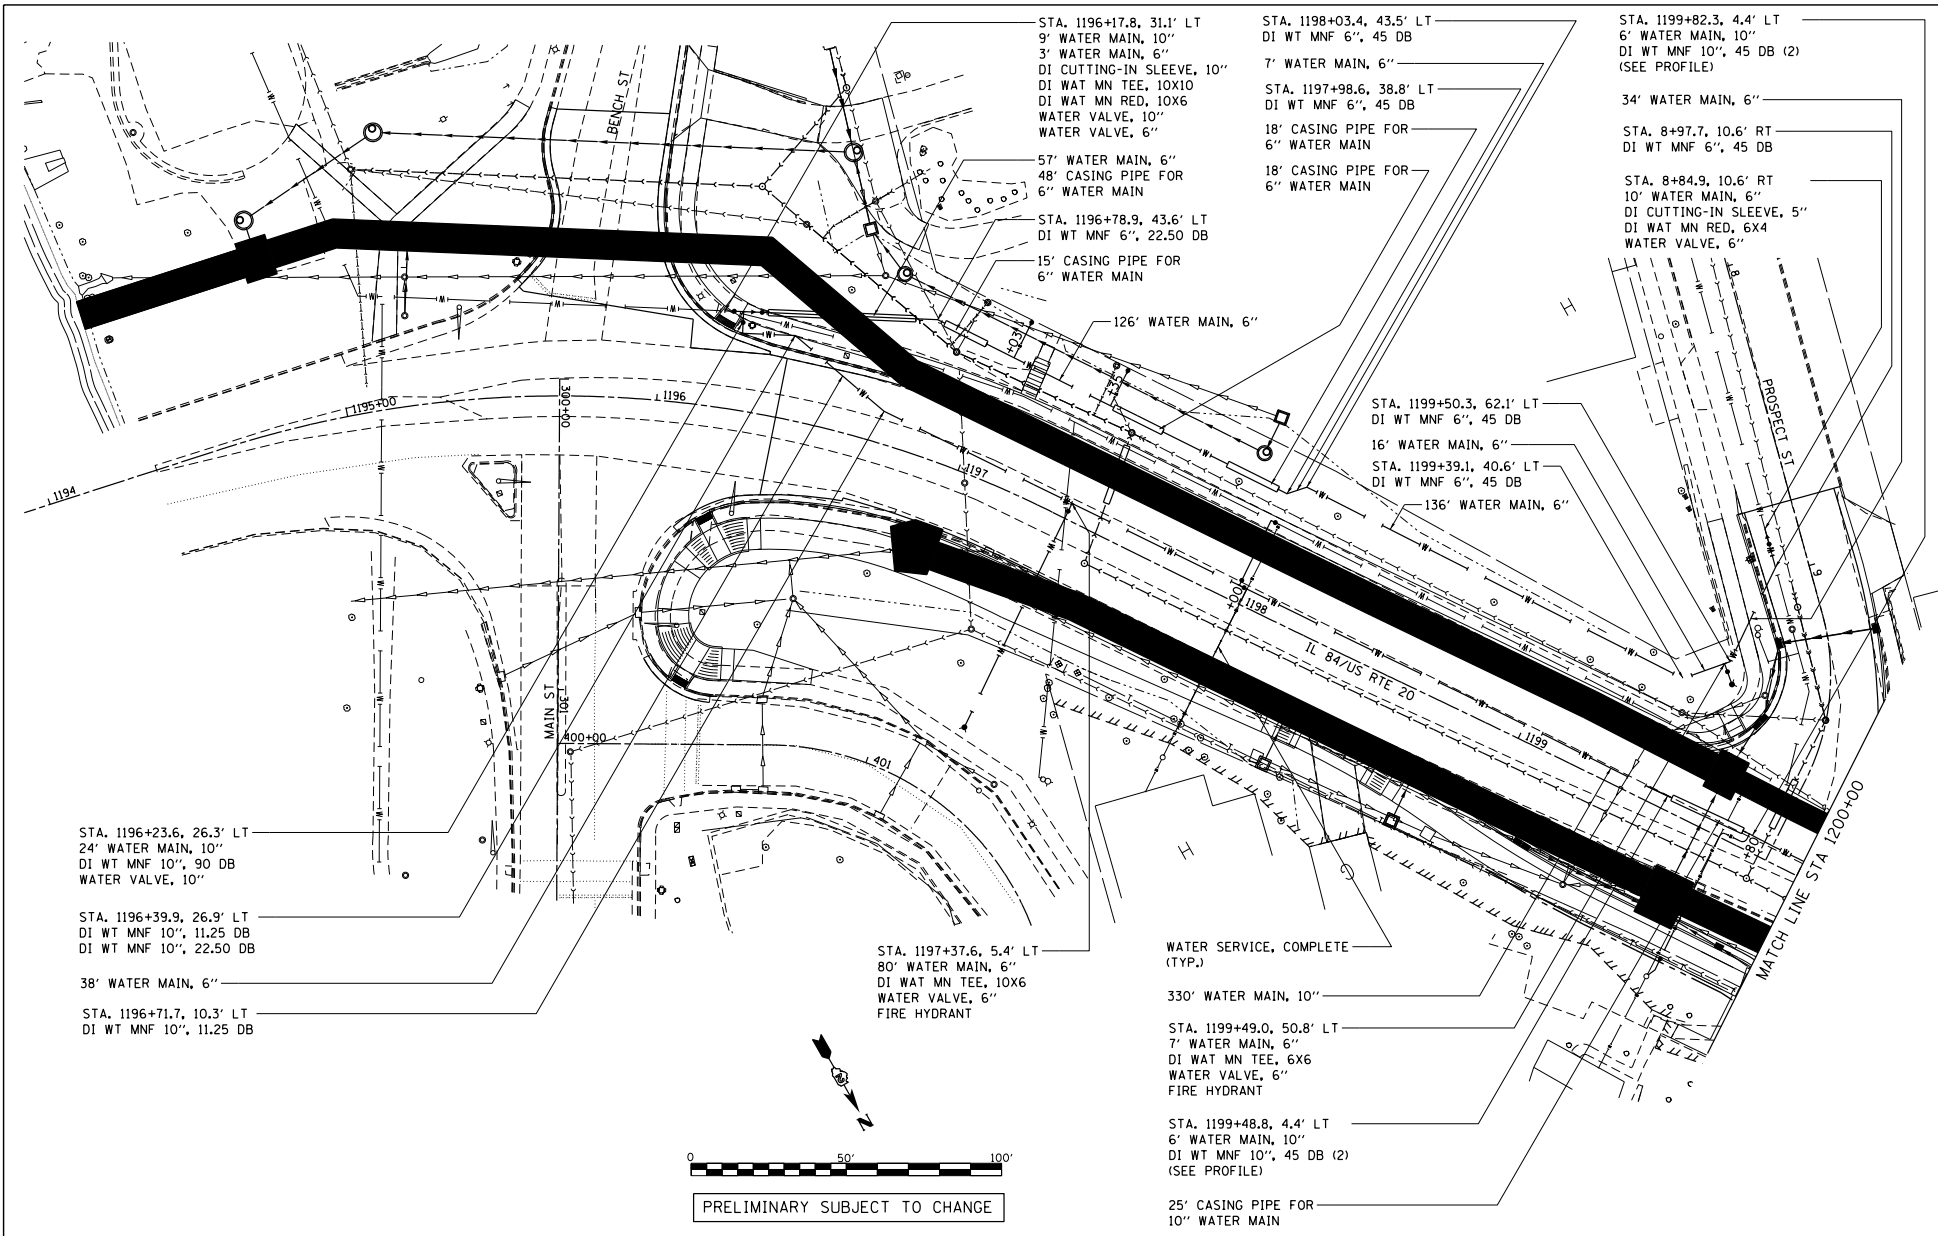 STA. 1196+17.8, 31.1' LT
9' WATER MAIN, 10"
3' WATER MAIN, 6"
DI CUTTING-IN SLEEVE, 10"
DI WAT MN TEE, 10X10
DI WAT MN RED, 10X6
WATER VALVE, 10"
WATER VALVE, 6"
57' WATER MAIN, 6"
48' CASING PIPE FOR
6" WATER MAIN
STA. 1196+78.9, 43.6' LT
DI WT MNF 6", 22.50 DB
15' CASING PIPE FOR
6" WATER MAIN
126' WATER MAIN, 6"
STA. 1198+03.4, 43.5' LT
DI WT MNF 6", 45 DB
7' WATER MAIN, 6"
STA. 1197+98.6, 38.8' LT
DI WT MNF 6", 45 DB
18' CASING PIPE FOR
6" WATER MAIN
18' CASING PIPE FOR
6" WATER MAIN
STA. 1199+82.3, 4.4' LT
6' WATER MAIN, 10"
DI WT MNF 10", 45 DB (2)
(SEE PROFILE)
34' WATER MAIN, 6"
STA. 8+97.7, 10.6' RT
DI WT MNF 6", 45 DB
STA. 8+84.9, 10.6' RT
10' WATER MAIN, 6"
DI CUTTING-IN SLEEVE, 5"
DI WAT MN RED, 6X4
WATER VALVE, 6"
STA. 1199+50.3, 62.1' LT
DI WT MNF 6", 45 DB
16' WATER MAIN, 6"
STA. 1199+39.1, 40.6' LT
DI WT MNF 6", 45 DB
136' WATER MAIN, 6"
BENCH ST
PROSPECT ST
MAIN ST
IL 84/US RTE 20
1194
1195+00
1196
1197
1198
1199
300+00
301
400+00
401
8
9
+03
+35
+00
+80
H
H
MATCH LINE STA 1200+00
STA. 1196+23.6, 26.3' LT
24' WATER MAIN, 10"
DI WT MNF 10", 90 DB
WATER VALVE, 10"
STA. 1196+39.9, 26.9' LT
DI WT MNF 10", 11.25 DB
DI WT MNF 10", 22.50 DB
38' WATER MAIN, 6"
STA. 1196+71.7, 10.3' LT
DI WT MNF 10", 11.25 DB
STA. 1197+37.6, 5.4' LT
80' WATER MAIN, 6"
DI WAT MN TEE, 10X6
WATER VALVE, 6"
FIRE HYDRANT
WATER SERVICE, COMPLETE
(TYP.)
330' WATER MAIN, 10"
STA. 1199+49.0, 50.8' LT
7' WATER MAIN, 6"
DI WAT MN TEE, 6X6
WATER VALVE, 6"
FIRE HYDRANT
STA. 1199+48.8, 4.4' LT
6' WATER MAIN, 10"
DI WT MNF 10", 45 DB (2)
(SEE PROFILE)
25' CASING PIPE FOR
10" WATER MAIN
N
0 50' 100'
PRELIMINARY SUBJECT TO CHANGE